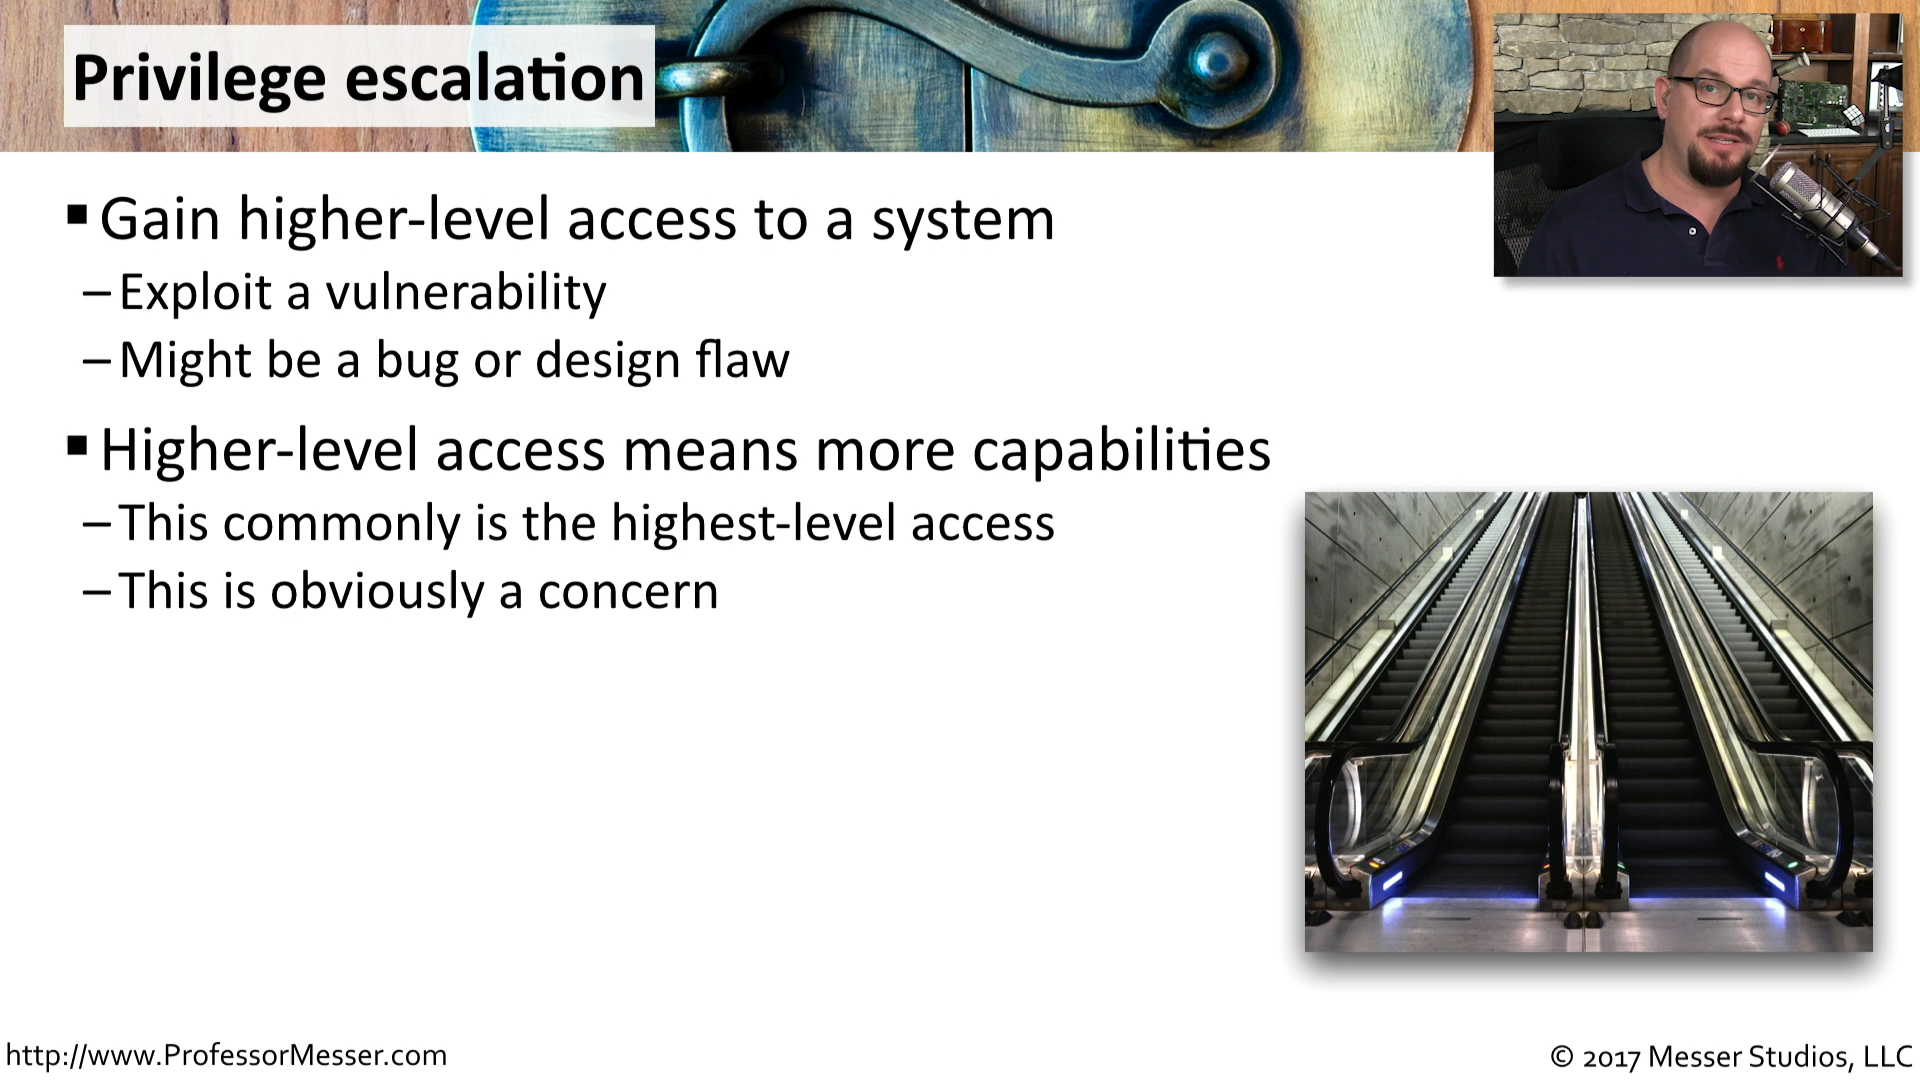 Privilege escalation
▪ Gain higher-level access to a system
– Exploit a vulnerability
– Might be a bug or design flaw
▪ Higher-level access means more capabilities
– This commonly is the highest-level access
– This is obviously a concern
http://www.ProfessorMesser.com
© 2017 Messer Studios, LLC